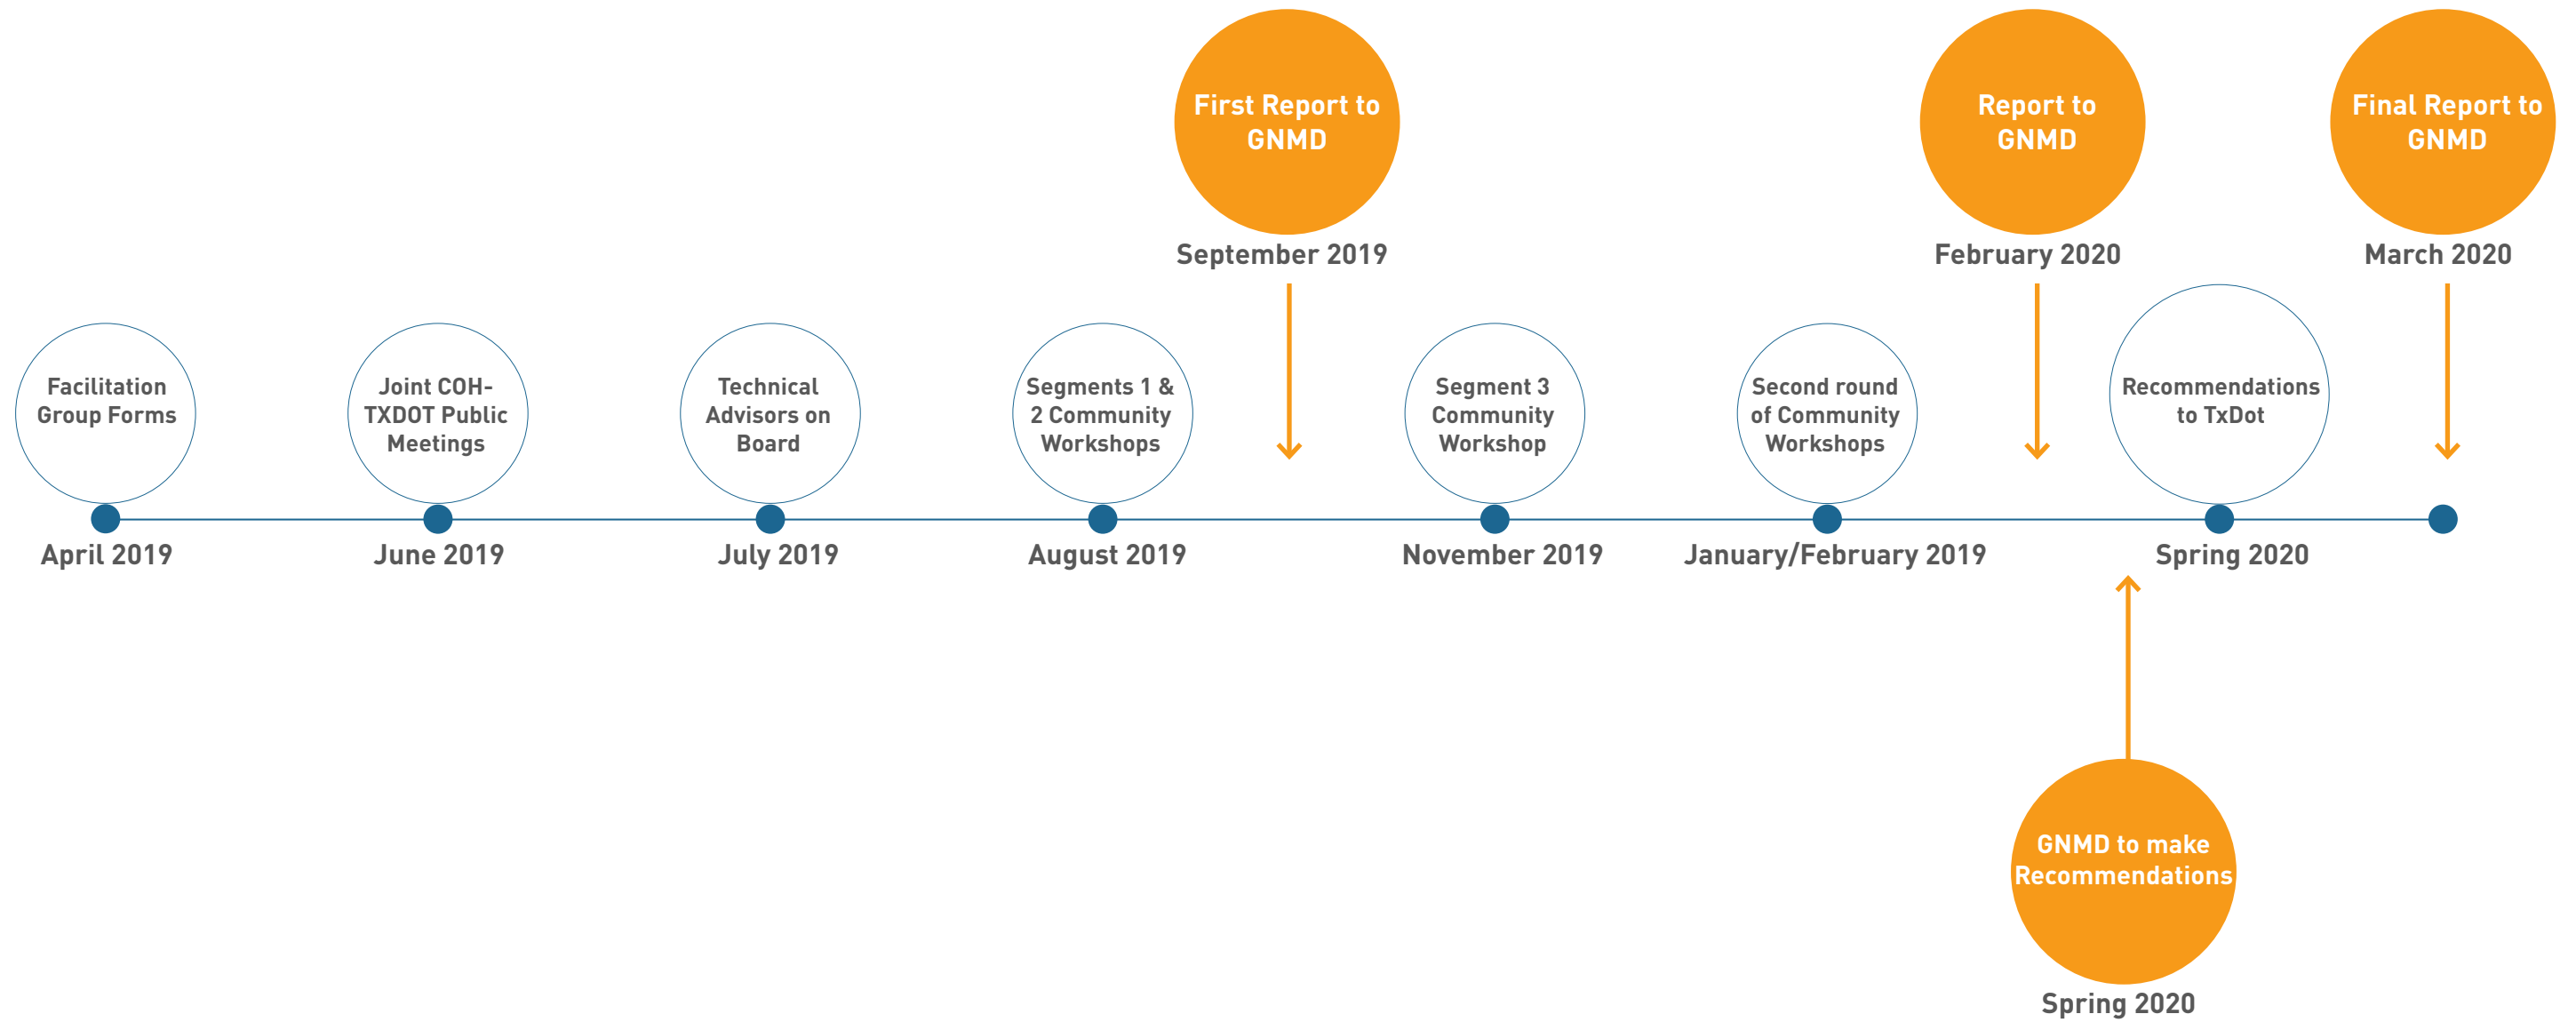 First Report to
GNMD
September 2019
Report to
GNMD
February 2020
Final Report to
GNMD
March 2020
Facilitation
Group Forms
April 2019
Joint COH-
TXDOT Public
Meetings
June 2019
Technical
Advisors on
Board
July 2019
Segments 1 &
2 Community
Workshops
August 2019
Segment 3
Community
Workshop
November 2019
Second round
of Community
Workshops
January/February 2019
Recommendations
to TxDot
Spring 2020
GNMD to make
Recommendations
Spring 2020